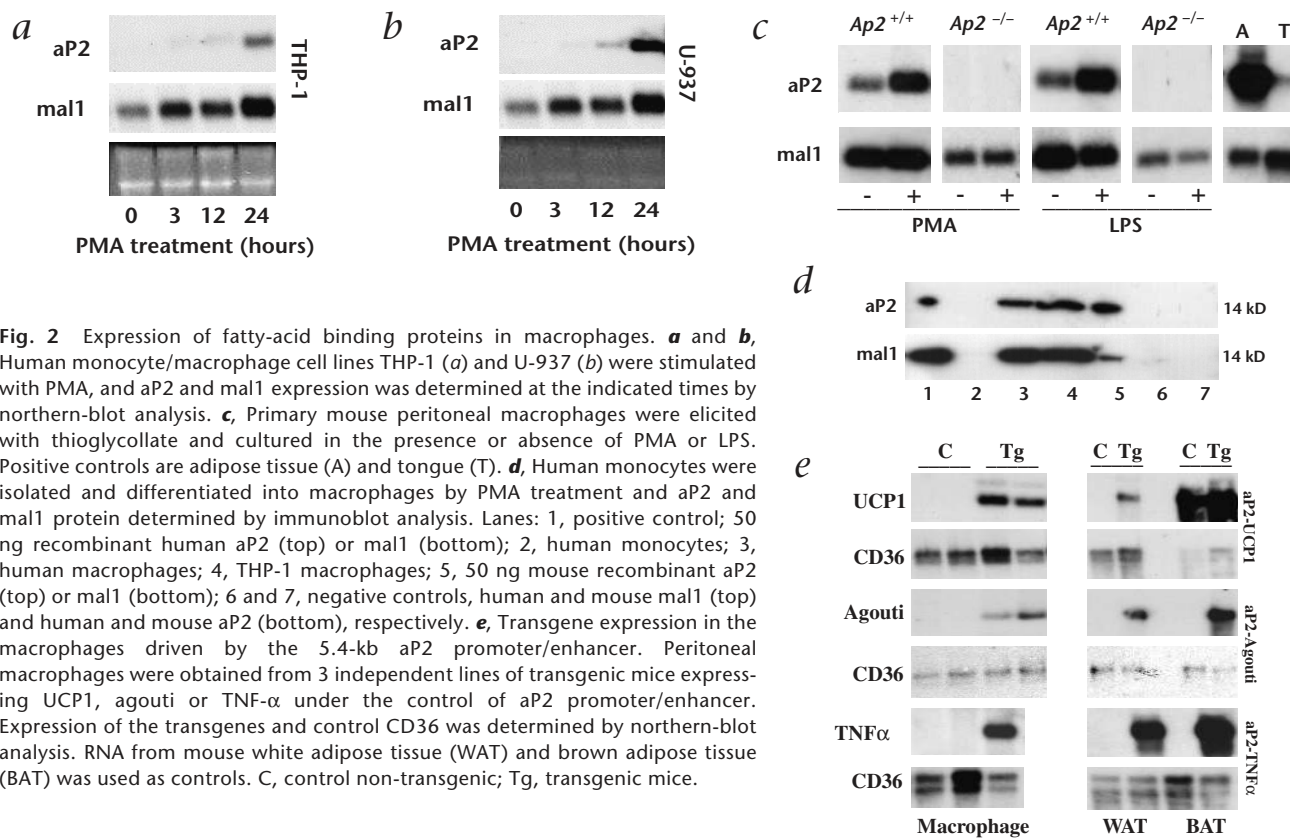 a
aP2
mal1
THP-1
0 3 12 24
PMA treatment (hours)
b
aP2
mal1
U-937
0 3 12 24
PMA treatment (hours)
c
Ap2 +/+ Ap2 −/− Ap2 +/+ Ap2 −/− A T
aP2
mal1
- + - + - + - +
PMA LPS
d
aP2 14 kD
mal1 14 kD
1 2 3 4 5 6 7
Fig. 2 Expression of fatty-acid binding proteins in macrophages. a and b,
Human monocyte/macrophage cell lines THP-1 (a) and U-937 (b) were stimulated
with PMA, and aP2 and mal1 expression was determined at the indicated times by
northern-blot analysis. c, Primary mouse peritoneal macrophages were elicited
with thioglycollate and cultured in the presence or absence of PMA or LPS.
Positive controls are adipose tissue (A) and tongue (T). d, Human monocytes were
isolated and differentiated into macrophages by PMA treatment and aP2 and
mal1 protein determined by immunoblot analysis. Lanes: 1, positive control; 50
ng recombinant human aP2 (top) or mal1 (bottom); 2, human monocytes; 3,
human macrophages; 4, THP-1 macrophages; 5, 50 ng mouse recombinant aP2
(top) or mal1 (bottom); 6 and 7, negative controls, human and mouse mal1 (top)
and human and mouse aP2 (bottom), respectively. e, Transgene expression in the
macrophages driven by the 5.4-kb aP2 promoter/enhancer. Peritoneal
macrophages were obtained from 3 independent lines of transgenic mice express-
ing UCP1, agouti or TNF-α under the control of aP2 promoter/enhancer.
Expression of the transgenes and control CD36 was determined by northern-blot
analysis. RNA from mouse white adipose tissue (WAT) and brown adipose tissue
(BAT) was used as controls. C, control non-transgenic; Tg, transgenic mice.
e
C Tg C Tg C Tg
UCP1
CD36
aP2-UCP1
Agouti
CD36
aP2-Agouti
TNFα
CD36
aP2-TNFα
Macrophage WAT BAT